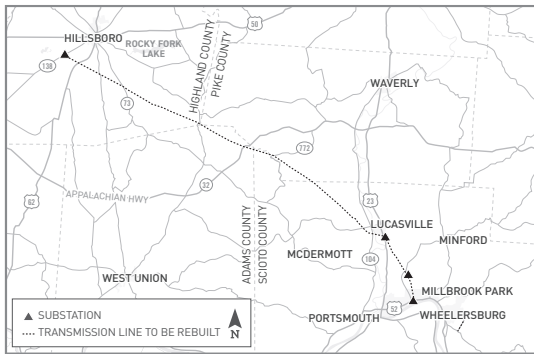 HILLSBORO
50
ROCKY FORK
LAKE
138
HIGHLAND COUNTY
PIKE COUNTY
WAVERLY
73
772
32
APPALACHIAN HWY
62
23
ADAMS COUNTY
SCIOTO COUNTY
LUCASVILLE
MINFORD
MCDERMOTT
104
WEST UNION
MILLBROOK PARK
52
WHEELERSBURG
PORTSMOUTH
SUBSTATION
TRANSMISSION LINE TO BE REBUILT
N